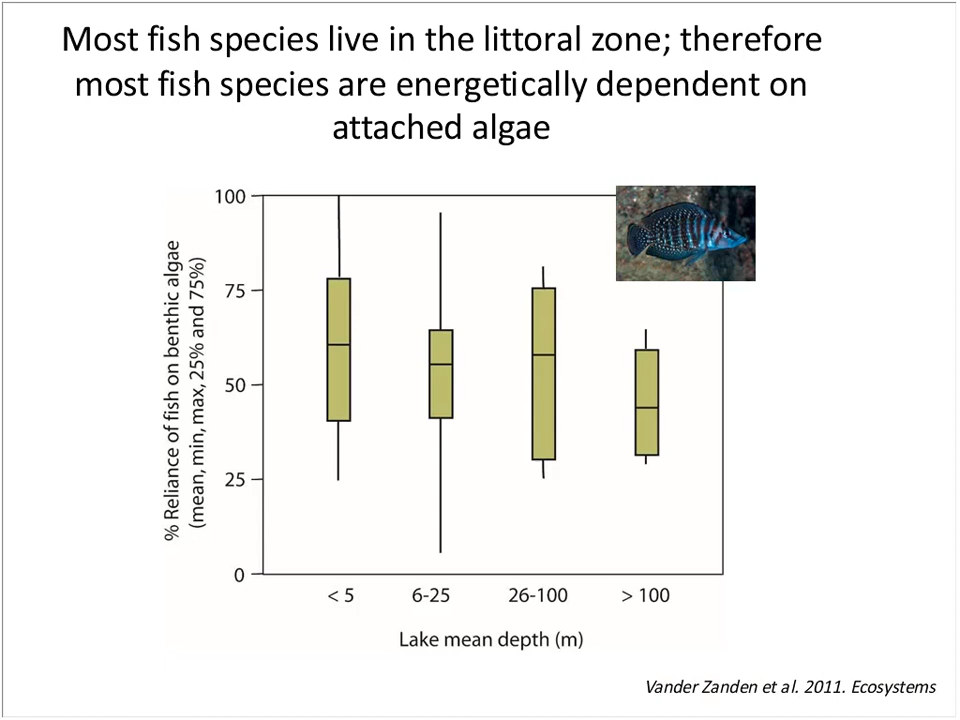 Most fish species live in the littoral zone; therefore
most fish species are energetically dependent on
attached algae
% Reliance of fish on benthic algae
(mean, min, max, 25% and 75%)
100
75
50
25
0
< 5
6-25
26-100
> 100
Lake mean depth (m)
Vander Zanden et al. 2011. Ecosystems